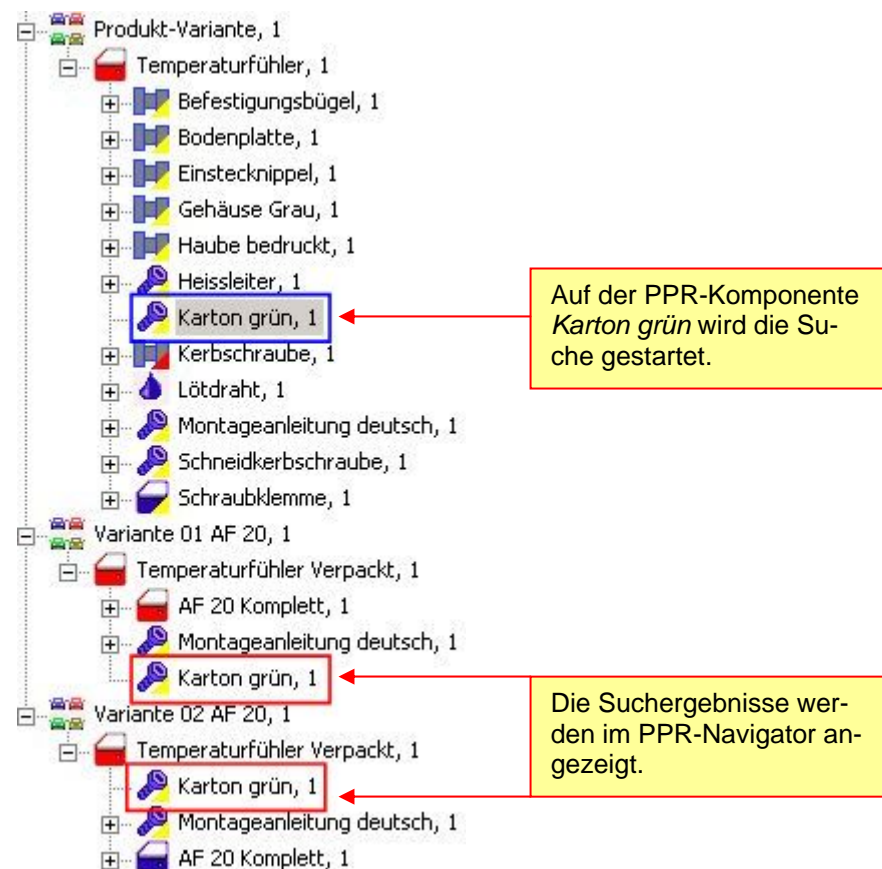 Produkt-Variante, 1
Temperaturfühler, 1
Befestigungsbügel, 1
Bodenplatte, 1
Einstecknippel, 1
Gehäuse Grau, 1
Haube bedruckt, 1
Heissleiter, 1
Karton grün, 1
Kerbschraube, 1
Lötdraht, 1
Montageanleitung deutsch, 1
Schneidkerbschraube, 1
Schraubklemme, 1
Variante 01 AF 20, 1
Temperaturfühler Verpackt, 1
AF 20 Komplett, 1
Montageanleitung deutsch, 1
Karton grün, 1
Variante 02 AF 20, 1
Temperaturfühler Verpackt, 1
Karton grün, 1
Montageanleitung deutsch, 1
AF 20 Komplett, 1
Auf der PPR-Komponente
Karton grün wird die Su-
che gestartet.
Die Suchergebnisse wer-
den im PPR-Navigator an-
gezeigt.